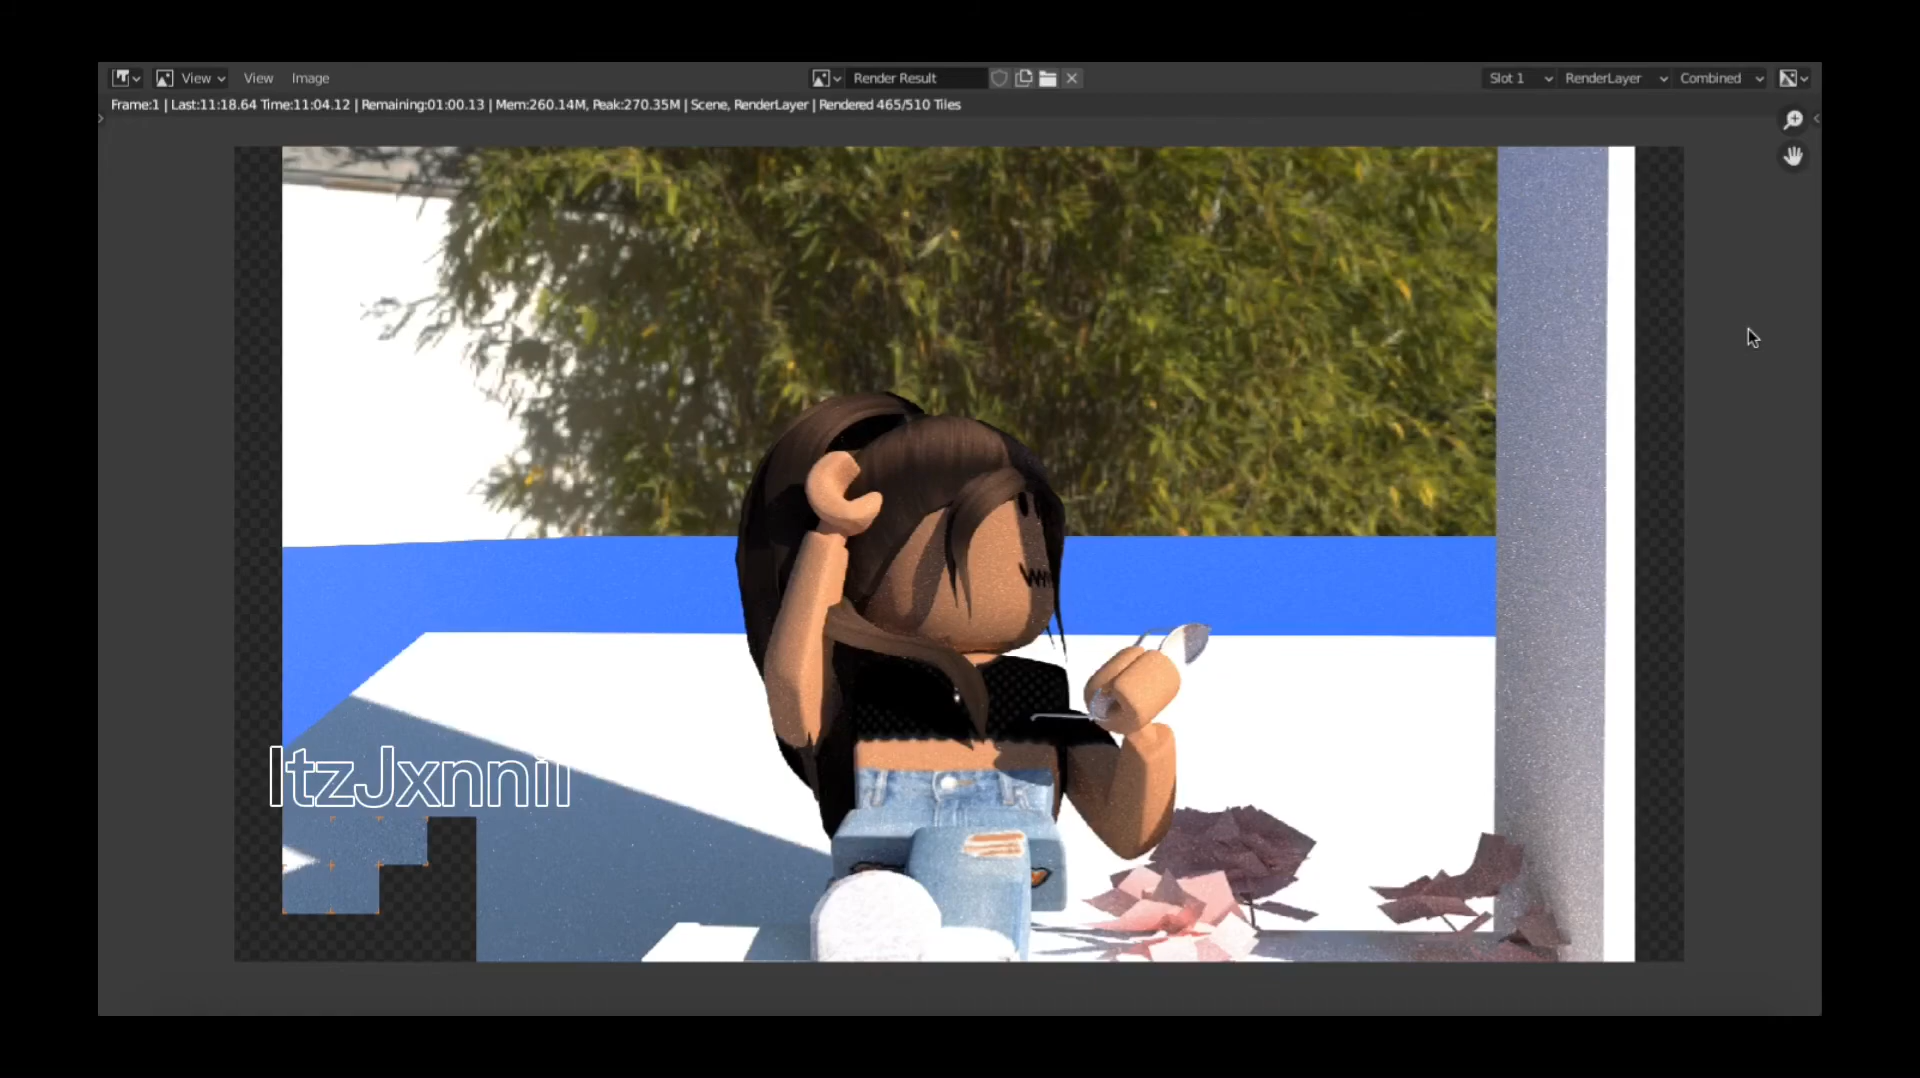 View View Image Render Result Slot 1 RenderLayer Combined
Frame:1 | Last:11:18.64 Time:11:04.12 | Remaining:01:00.13 | Mem:260.14M, Peak:270.35M | Scene, RenderLayer | Rendered 465/510 Tiles
ItzJxnnil